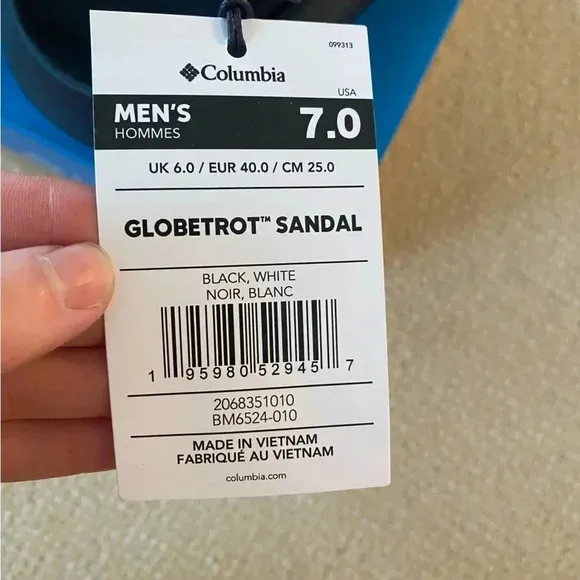 099313
Columbia
USA
MEN'S 7.0
HOMMES
UK 6.0 / EUR 40.0 / CM 25.0
GLOBETROT™ SANDAL
BLACK, WHITE
NOIR, BLANC
1 95980 52945 7
2068351010
BM6524-010
MADE IN VIETNAM
FABRIQUÉ AU VIETNAM
columbia.com